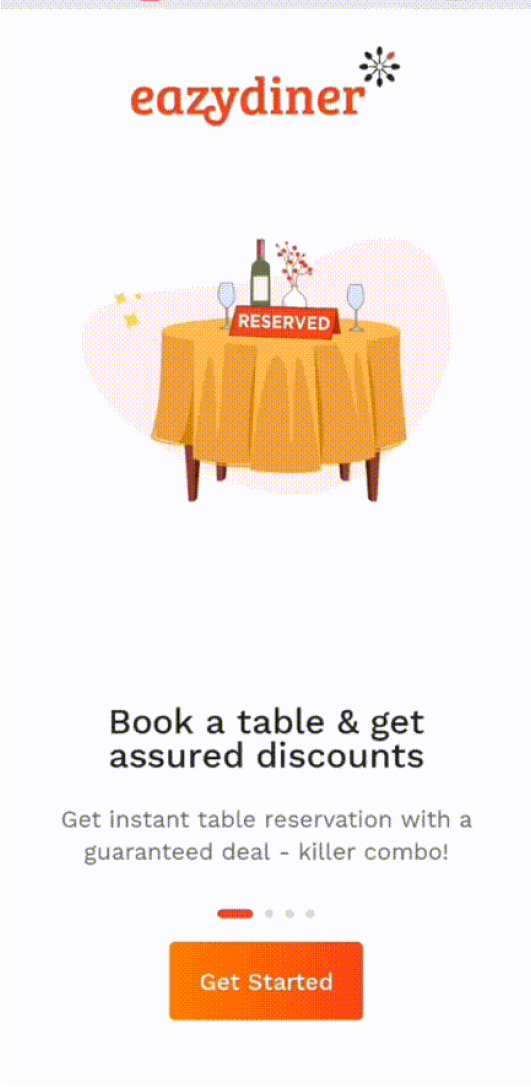 eazydiner
RESERVED
Book a table & get
assured discounts
Get instant table reservation with a
guaranteed deal - killer combo!
Get Started